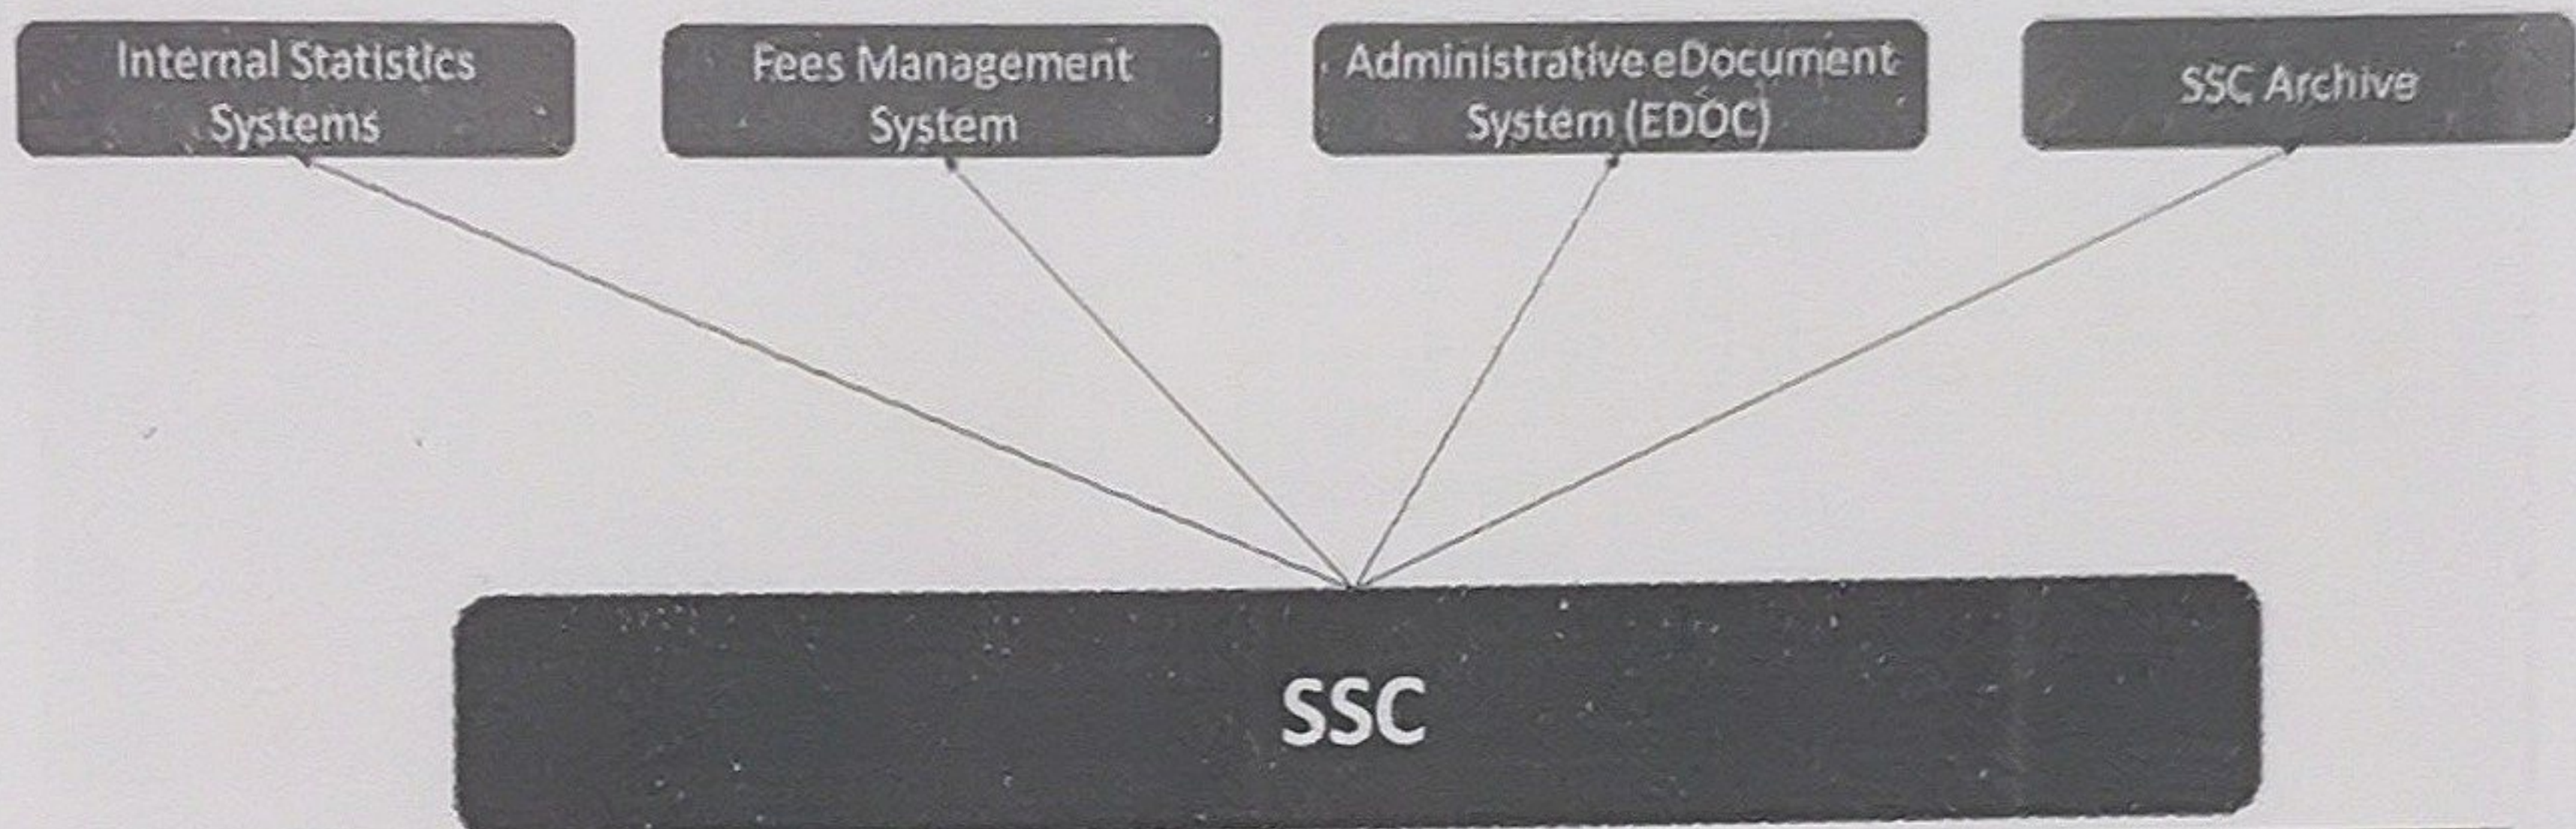 Internal Statistics
Systems
Fees Management
System
Administrative eDocument
System (EDOC)
SSC Archive
SSC